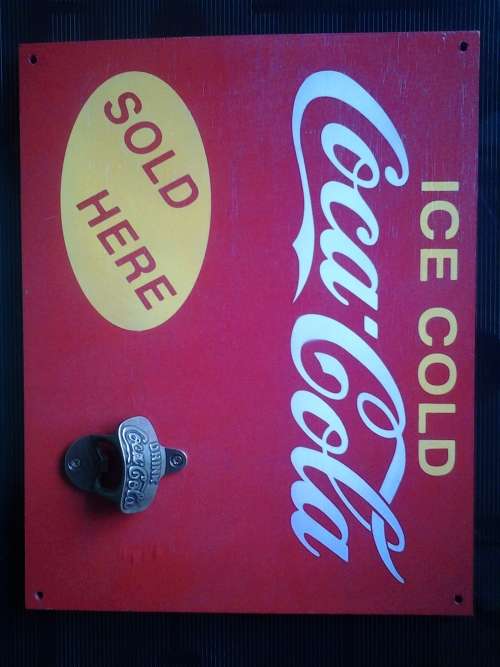 ICE COLD
Coca-Cola
SOLD
HERE
DRINK
Coca-Cola